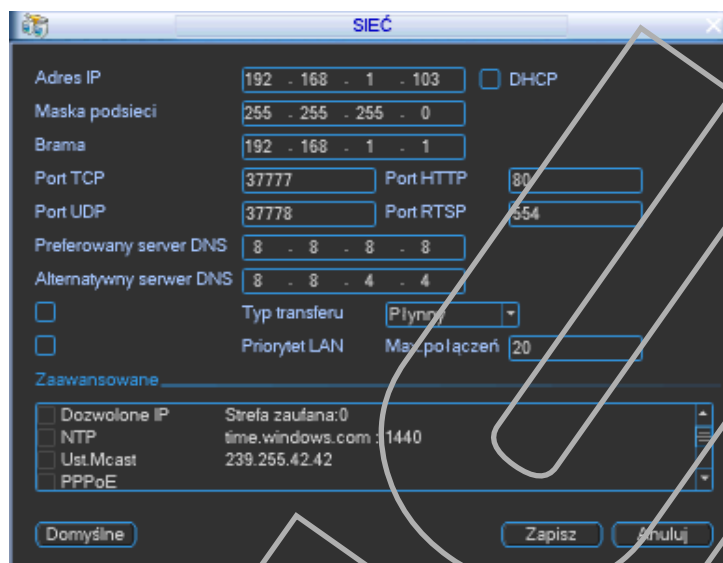 SIEĆ
Adres IP 192 . 168 . 1 . 103 DHCP
Maska podsieci 255 . 255 . 255 . 0
Brama 192 . 168 . 1 . 1
Port TCP 37777 Port HTTP 80
Port UDP 37778 Port RTSP 554
Preferowany server DNS 8 . 8 . 8 . 8
Alternatywny serwer DNS 8 . 8 . 4 . 4
Typ transferu Płynny
Priorytet LAN Max.połączeń 20
Zaawansowane
Dozwolone IP Strefa zaufana:0
NTP time.windows.com : 1440
Ust.Mcast 239.255.42.42
PPPoE
Domyślne Zapisz Anuluj